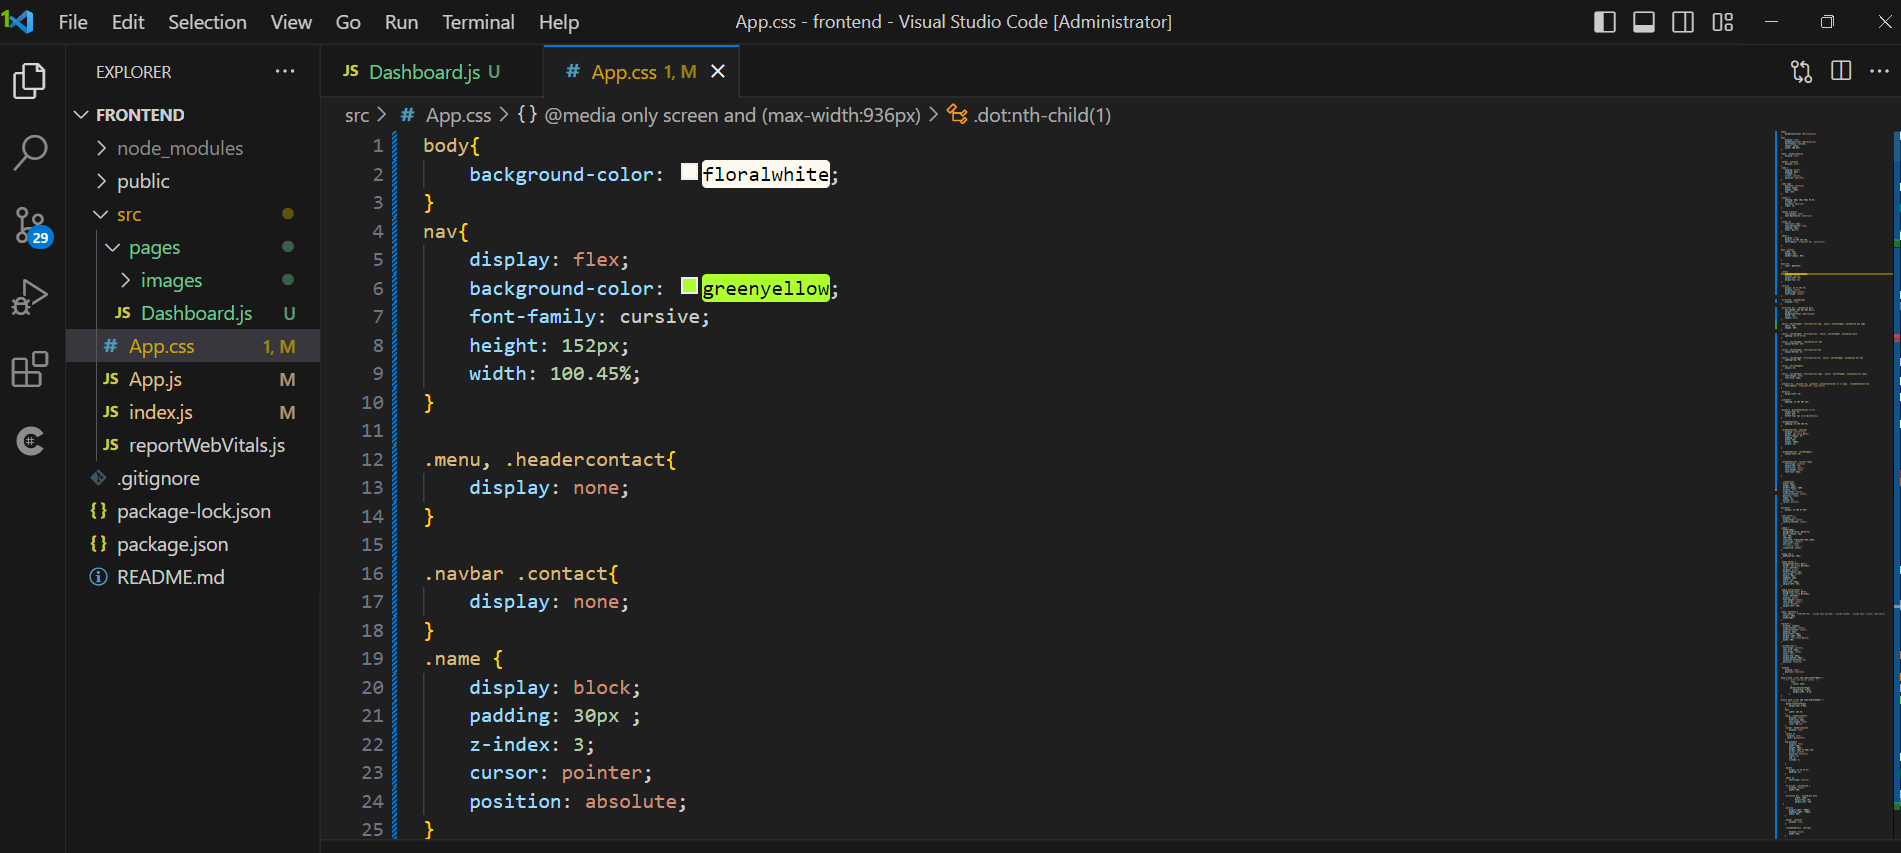 File Edit Selection View Go Run Terminal Help
App.css - frontend - Visual Studio Code [Administrator]
EXPLORER
FRONTEND
node_modules
public
src
pages
images
JS Dashboard.js U
# App.css 1, M
JS App.js M
JS index.js M
JS reportWebVitals.js
.gitignore
{} package-lock.json
{} package.json
README.md
29
JS Dashboard.js U
# App.css 1, M
src > # App.css > {} @media only screen and (max-width:936px) > .dot:nth-child(1)
1 body{
2 background-color: floralwhite;
3 }
4 nav{
5 display: flex;
6 background-color: greenyellow;
7 font-family: cursive;
8 height: 152px;
9 width: 100.45%;
10 }
11
12 .menu, .headercontact{
13 display: none;
14 }
15
16 .navbar .contact{
17 display: none;
18 }
19 .name {
20 display: block;
21 padding: 30px ;
22 z-index: 3;
23 cursor: pointer;
24 position: absolute;
25 }